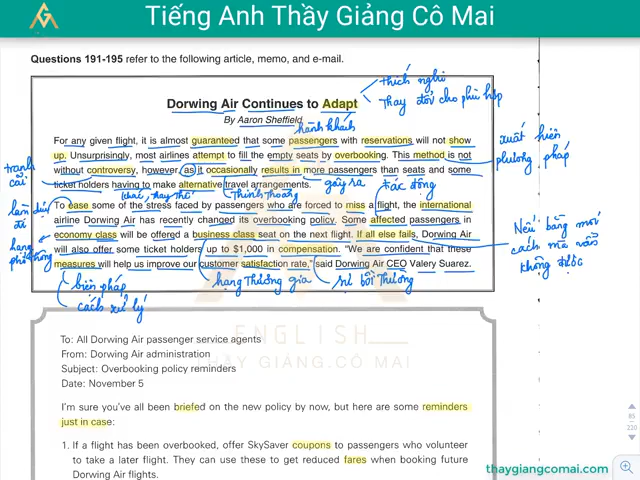 Tiếng Anh Thầy Giảng Cô Mai
Questions 191-195 refer to the following article, memo, and e-mail.
thích nghi
Dorwing Air Continues to Adapt
Thay đổi cho phù hợp
By Aaron Sheffield
hành khách
For any given flight, it is almost guaranteed that some passengers with reservations will not show
up. Unsurprisingly, most airlines attempt to fill the empty seats by overbooking. This method is not
without controversy, however, as it occasionally results in more passengers than seats and some
ticket holders having to make alternative travel arrangements.
xuất hiện
phương pháp
tranh
cãi
gây ra
khác, thay thế
Thỉnh thoảng
tác động
To ease some of the stress faced by passengers who are forced to miss a flight, the international
airline Dorwing Air has recently changed its overbooking policy. Some affected passengers in
economy class will be offered a business class seat on the next flight. If all else fails, Dorwing Air
will also offer some ticket holders up to $1,000 in compensation. “We are confident that these
measures will help us improve our customer satisfaction rate,” said Dorwing Air CEO Valery Suarez.
làm dịu
đi
hạng
phổ thông
Nếu bằng mọi
cách mà vẫn
không được
biện pháp
cách xử lý
hạng thương gia
sự bồi thường
ENGLISH
THẦY GIẢNG.CÔ MAI
To: All Dorwing Air passenger service agents
From: Dorwing Air administration
Subject: Overbooking policy reminders
Date: November 5
I’m sure you’ve all been briefed on the new policy by now, but here are some reminders
just in case:
1. If a flight has been overbooked, offer SkySaver coupons to passengers who volunteer
to take a later flight. They can use these to get reduced fares when booking future
Dorwing Air flights.
85
220
thaygiangcomai.com